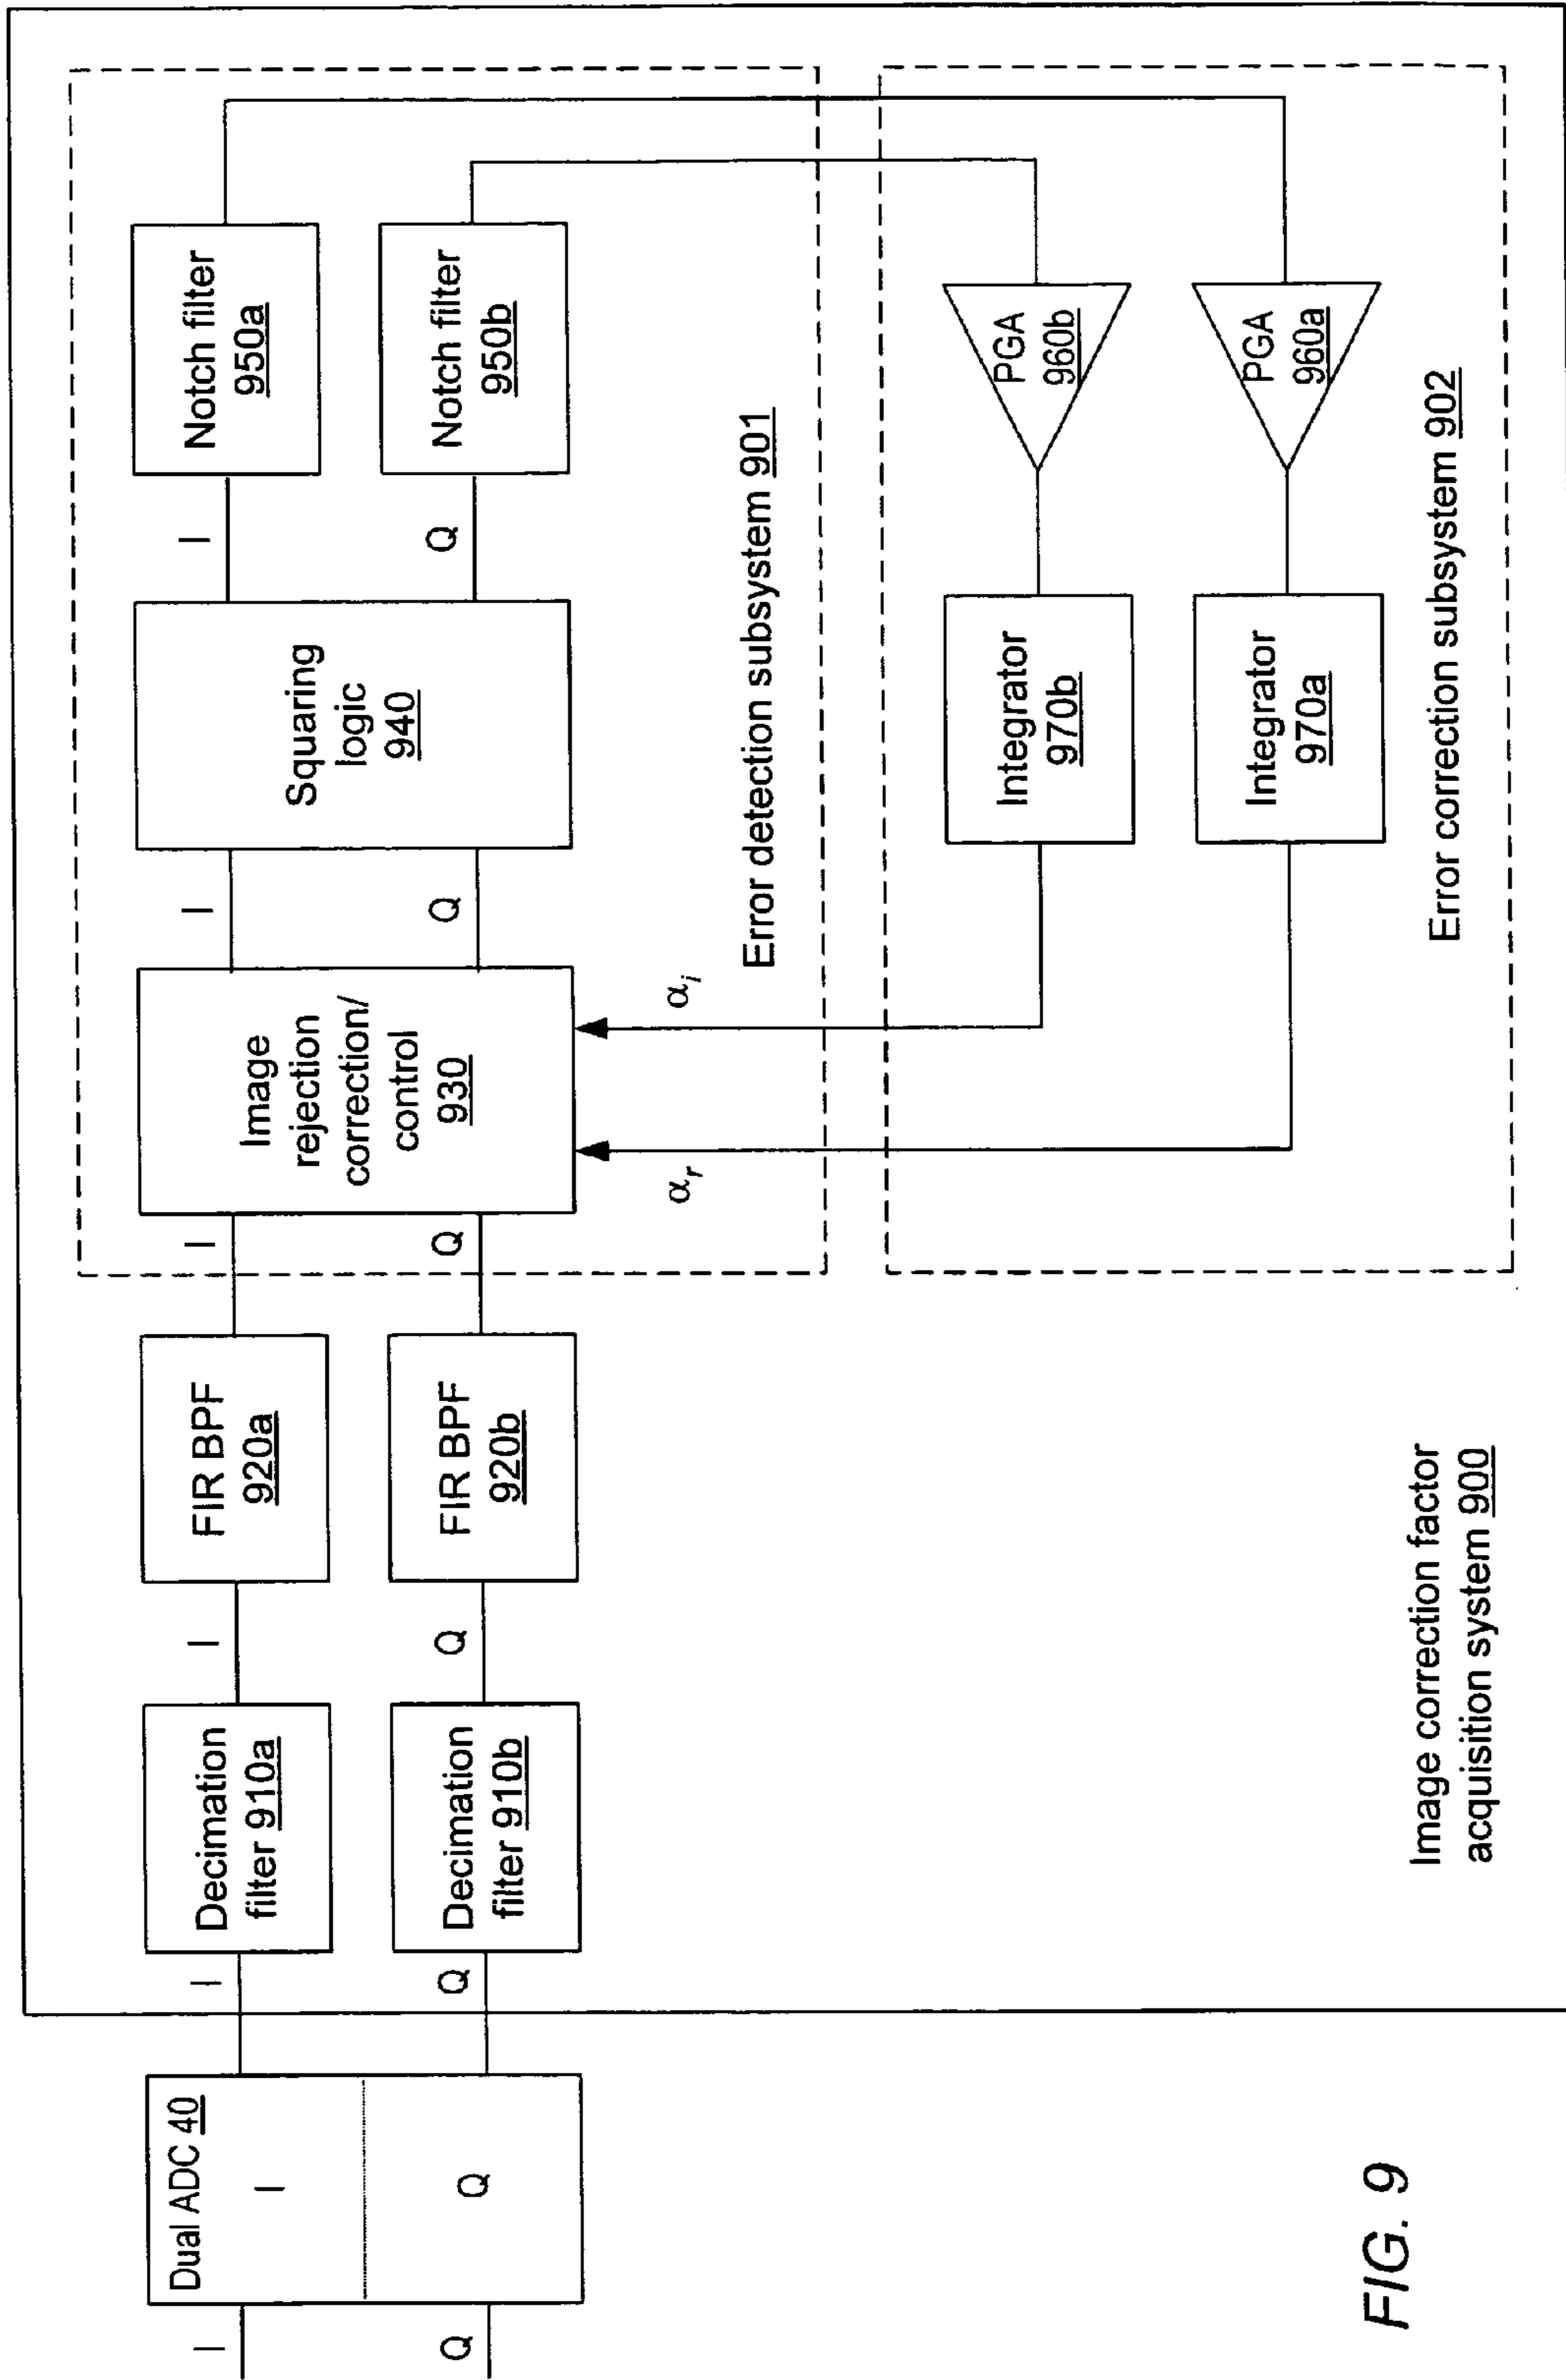 I
Q
Dual ADC 40
I
Q
I
Q
Decimation
filter 910a
Decimation
filter 910b
I
Q
FIR BPF
920a
FIR BPF
920b
I
Q
Image
rejection
correction/
control
930
I
Q
Squaring
logic
940
I
Q
Notch filter
950a
Notch filter
950b
αr
αi
Error detection subsystem 901
Integrator
970b
PGA
960b
Integrator
970a
PGA
960a
Error correction subsystem 902
Image correction factor
acquisition system 900
FIG. 9